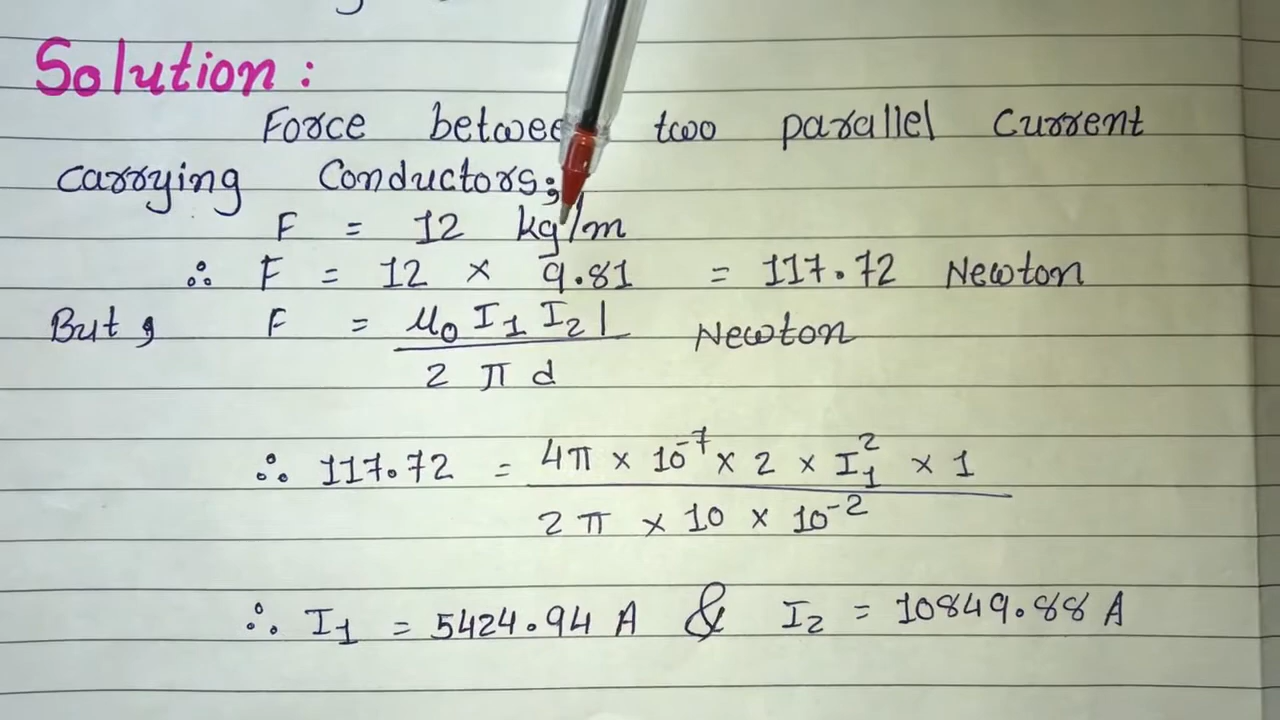 Solution :
Force between two parallel Current
carrying Conductors;
F = 12 kg/m
∴ F = 12 × 9.81 = 117.72 Newton
But, F = μ₀ I₁ I₂ l / 2 π d Newton
∴ 117.72 = 4π × 10⁻⁷ × 2 × I₁² × 1 / 2π × 10 × 10⁻²
∴ I₁ = 5424.94 A & I₂ = 10849.88 A